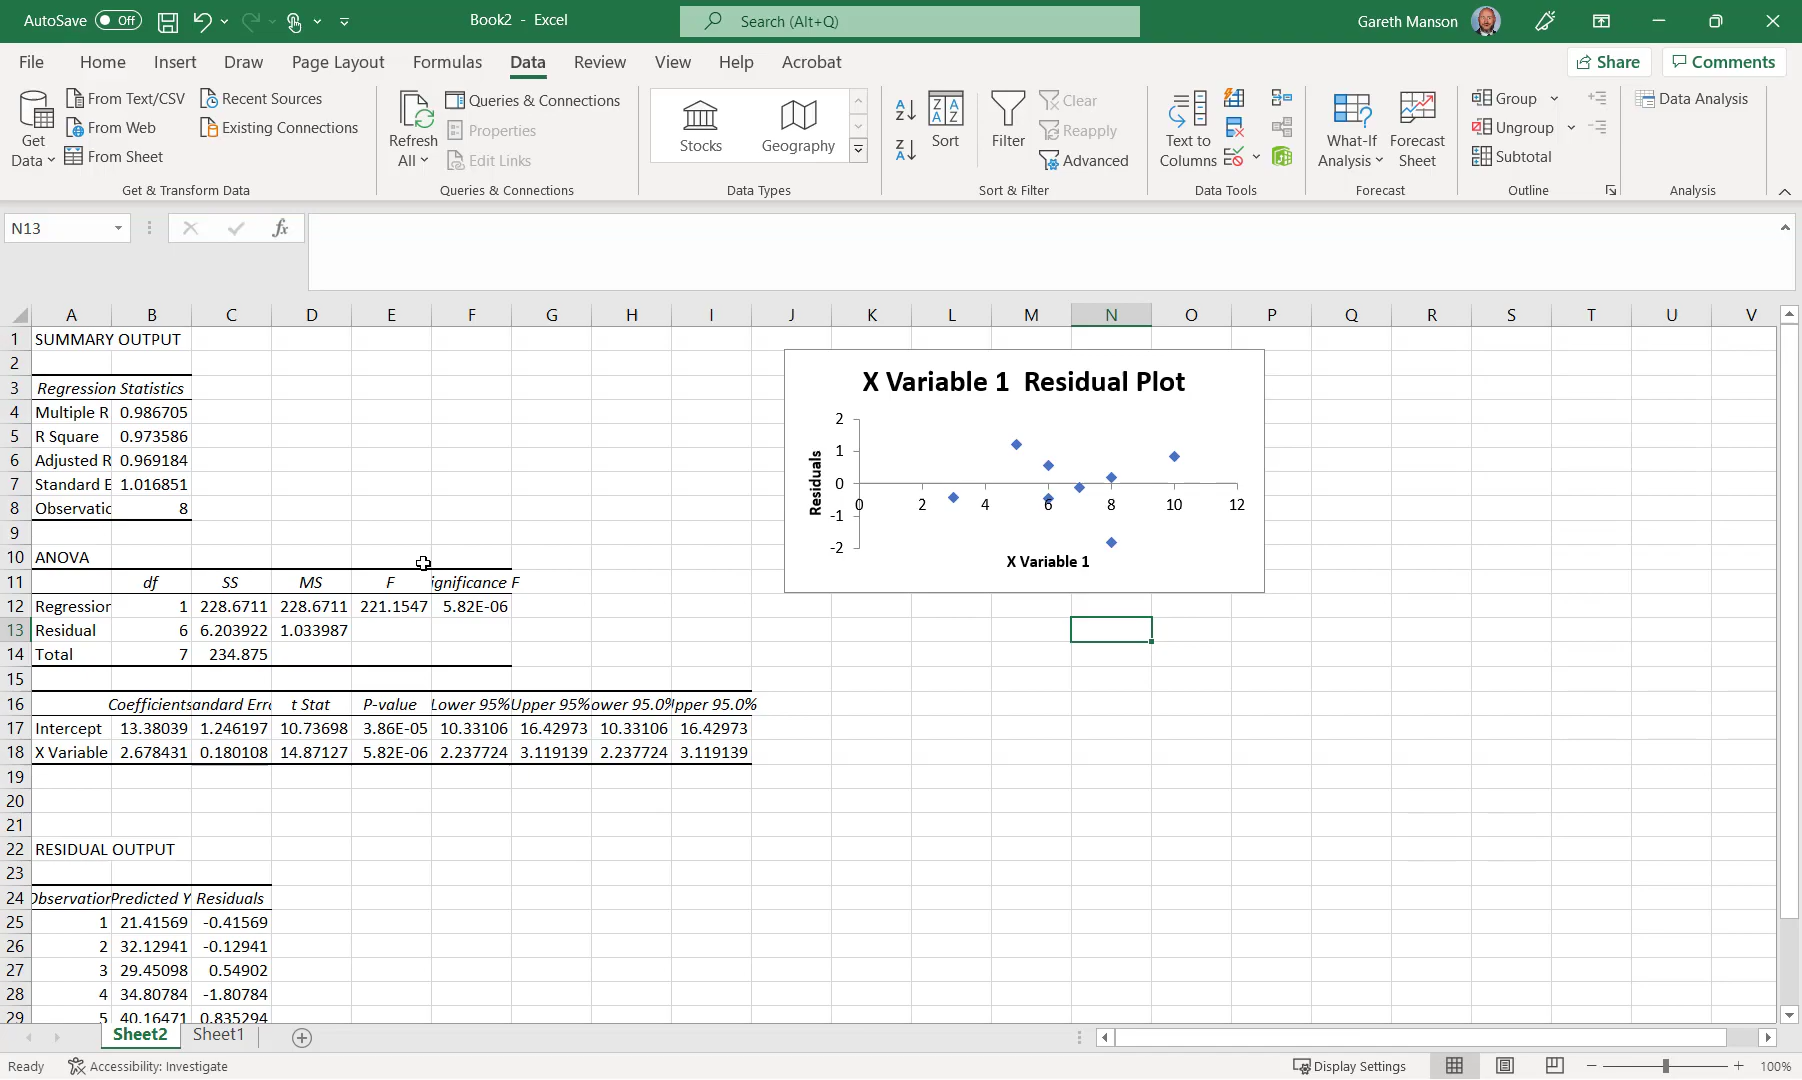 AutoSave Off Book2 - Excel Search (Alt+Q) Gareth Manson
File Home Insert Draw Page Layout Formulas Data Review View Help Acrobat Share Comments
Get Data
From Text/CSV
From Web
From Sheet
Recent Sources
Existing Connections
Get & Transform Data
Refresh All
Queries & Connections
Properties
Edit Links
Queries & Connections
Stocks Geography
Data Types
Sort
Filter
Clear
Reapply
Advanced
Sort & Filter
Text to Columns
Data Tools
What-If Analysis
Forecast Sheet
Forecast
Group
Ungroup
Subtotal
Outline
Data Analysis
Analysis
N13 fx
A B C D E F G H I J K L M N O P Q R S T U V
1 SUMMARY OUTPUT
2
3 Regression Statistics
4 Multiple R 0.986705
5 R Square 0.973586
6 Adjusted R 0.969184
7 Standard E 1.016851
8 Observatic 8
9
10 ANOVA
11 df SS MS F ignificance F
12 Regression 1 228.6711 228.6711 221.1547 5.82E-06
13 Residual 6 6.203922 1.033987
14 Total 7 234.875
15
16 Coefficients andard Erro t Stat P-value Lower 95% Upper 95% ower 95.0% pper 95.0%
17 Intercept 13.38039 1.246197 10.73698 3.86E-05 10.33106 16.42973 10.33106 16.42973
18 X Variable 2.678431 0.180108 14.87127 5.82E-06 2.237724 3.119139 2.237724 3.119139
19
20
21
22 RESIDUAL OUTPUT
23
24 Observation Predicted Y Residuals
25 1 21.41569 -0.41569
26 2 32.12941 -0.12941
27 3 29.45098 0.54902
28 4 34.80784 -1.80784
29 5 40.16471 0.835294
X Variable 1 Residual Plot
Residuals
2
1
0
-1
-2
0 2 4 6 8 10 12
X Variable 1
Sheet2 Sheet1
Ready Accessibility: Investigate Display Settings 100%